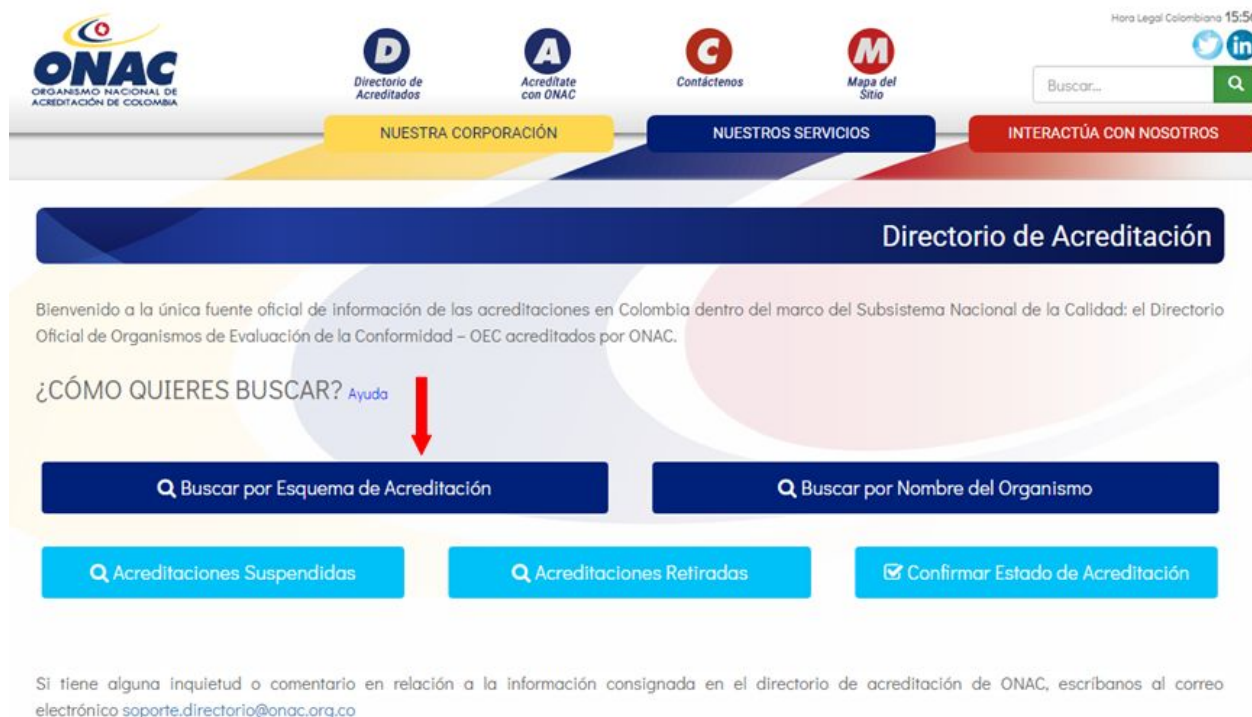 Hora Legal Colombiana 15:50
ONAC
ORGANISMO NACIONAL DE
ACREDITACIÓN DE COLOMBIA
D
Directorio de
Acreditados
A
Acredítate
con ONAC
C
Contáctenos
M
Mapa del
Sitio
in
Buscar...
NUESTRA CORPORACIÓN
NUESTROS SERVICIOS
INTERACTÚA CON NOSOTROS
Directorio de Acreditación
Bienvenido a la única fuente oficial de información de las acreditaciones en Colombia dentro del marco del Subsistema Nacional de la Calidad: el Directorio
Oficial de Organismos de Evaluación de la Conformidad – OEC acreditados por ONAC.
¿CÓMO QUIERES BUSCAR? Ayuda
Buscar por Esquema de Acreditación
Buscar por Nombre del Organismo
Acreditaciones Suspendidas
Acreditaciones Retiradas
Confirmar Estado de Acreditación
Si tiene alguna inquietud o comentario en relación a la información consignada en el directorio de acreditación de ONAC, escríbanos al correo
electrónico soporte.directorio@onac.org.co